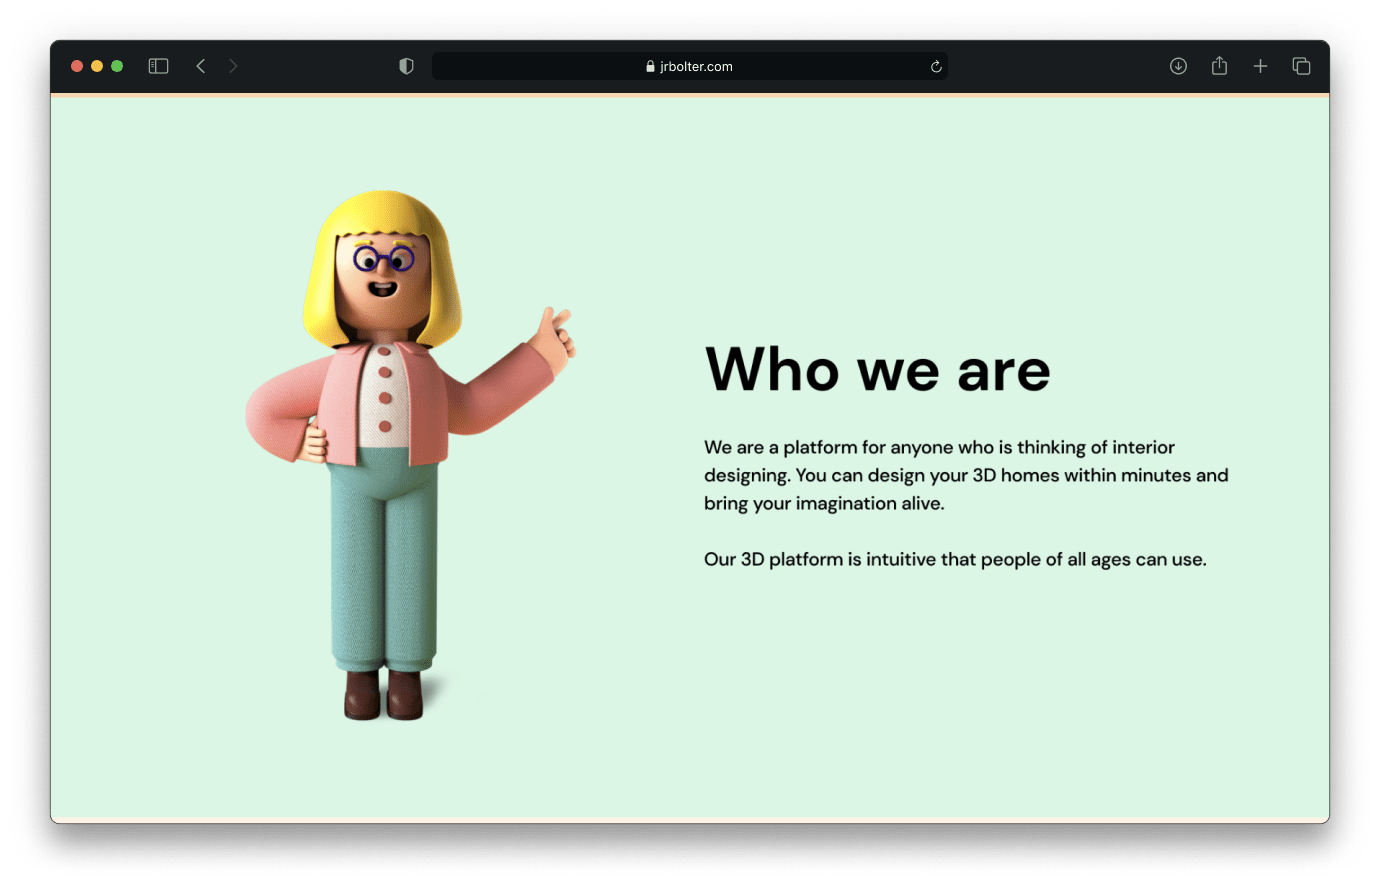 jrbolter.com
Who we are
We are a platform for anyone who is thinking of interior
designing. You can design your 3D homes within minutes and
bring your imagination alive.
Our 3D platform is intuitive that people of all ages can use.